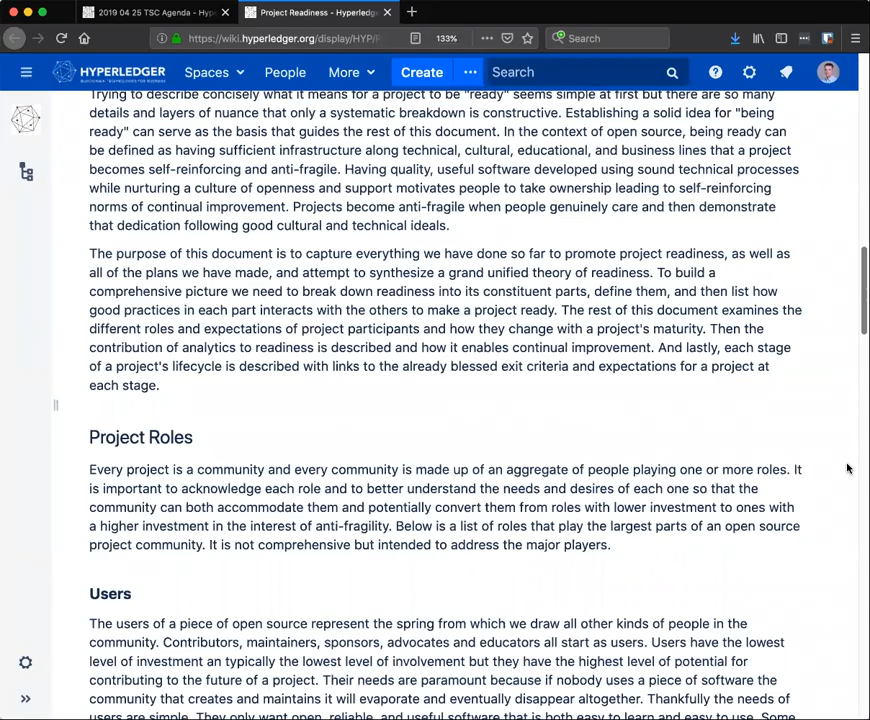 2019 04 25 TSC Agenda - Hype
Project Readiness - Hyperledge
https://wiki.hyperledger.org/display/HYP/P
133%
Search
HYPERLEDGER
Spaces
People
More
Create
Search
Trying to describe concisely what it means for a project to be "ready" seems simple at first but there are so many
details and layers of nuance that only a systematic breakdown is constructive. Establishing a solid idea for "being
ready" can serve as the basis that guides the rest of this document. In the context of open source, being ready can
be defined as having sufficient infrastructure along technical, cultural, educational, and business lines that a project
becomes self-reinforcing and anti-fragile. Having quality, useful software developed using sound technical processes
while nurturing a culture of openness and support motivates people to take ownership leading to self-reinforcing
norms of continual improvement. Projects become anti-fragile when people genuinely care and then demonstrate
that dedication following good cultural and technical ideals.
The purpose of this document is to capture everything we have done so far to promote project readiness, as well as
all of the plans we have made, and attempt to synthesize a grand unified theory of readiness. To build a
comprehensive picture we need to break down readiness into its constituent parts, define them, and then list how
good practices in each part interacts with the others to make a project ready. The rest of this document examines the
different roles and expectations of project participants and how they change with a project's maturity. Then the
contribution of analytics to readiness is described and how it enables continual improvement. And lastly, each stage
of a project's lifecycle is described with links to the already blessed exit criteria and expectations for a project at
each stage.
Project Roles
Every project is a community and every community is made up of an aggregate of people playing one or more roles. It
is important to acknowledge each role and to better understand the needs and desires of each one so that the
community can both accommodate them and potentially convert them from roles with lower investment to ones with
a higher investment in the interest of anti-fragility. Below is a list of roles that play the largest parts of an open source
project community. It is not comprehensive but intended to address the major players.
Users
The users of a piece of open source represent the spring from which we draw all other kinds of people in the
community. Contributors, maintainers, sponsors, advocates and educators all start as users. Users have the lowest
level of investment an typically the lowest level of involvement but they have the highest level of potential for
contributing to the future of a project. Their needs are paramount because if nobody uses a piece of software the
community that creates and maintains it will evaporate and eventually disappear altogether. Thankfully the needs of
users are simple. They only want open, reliable, and useful software that is both easy to learn and easy to use. Some